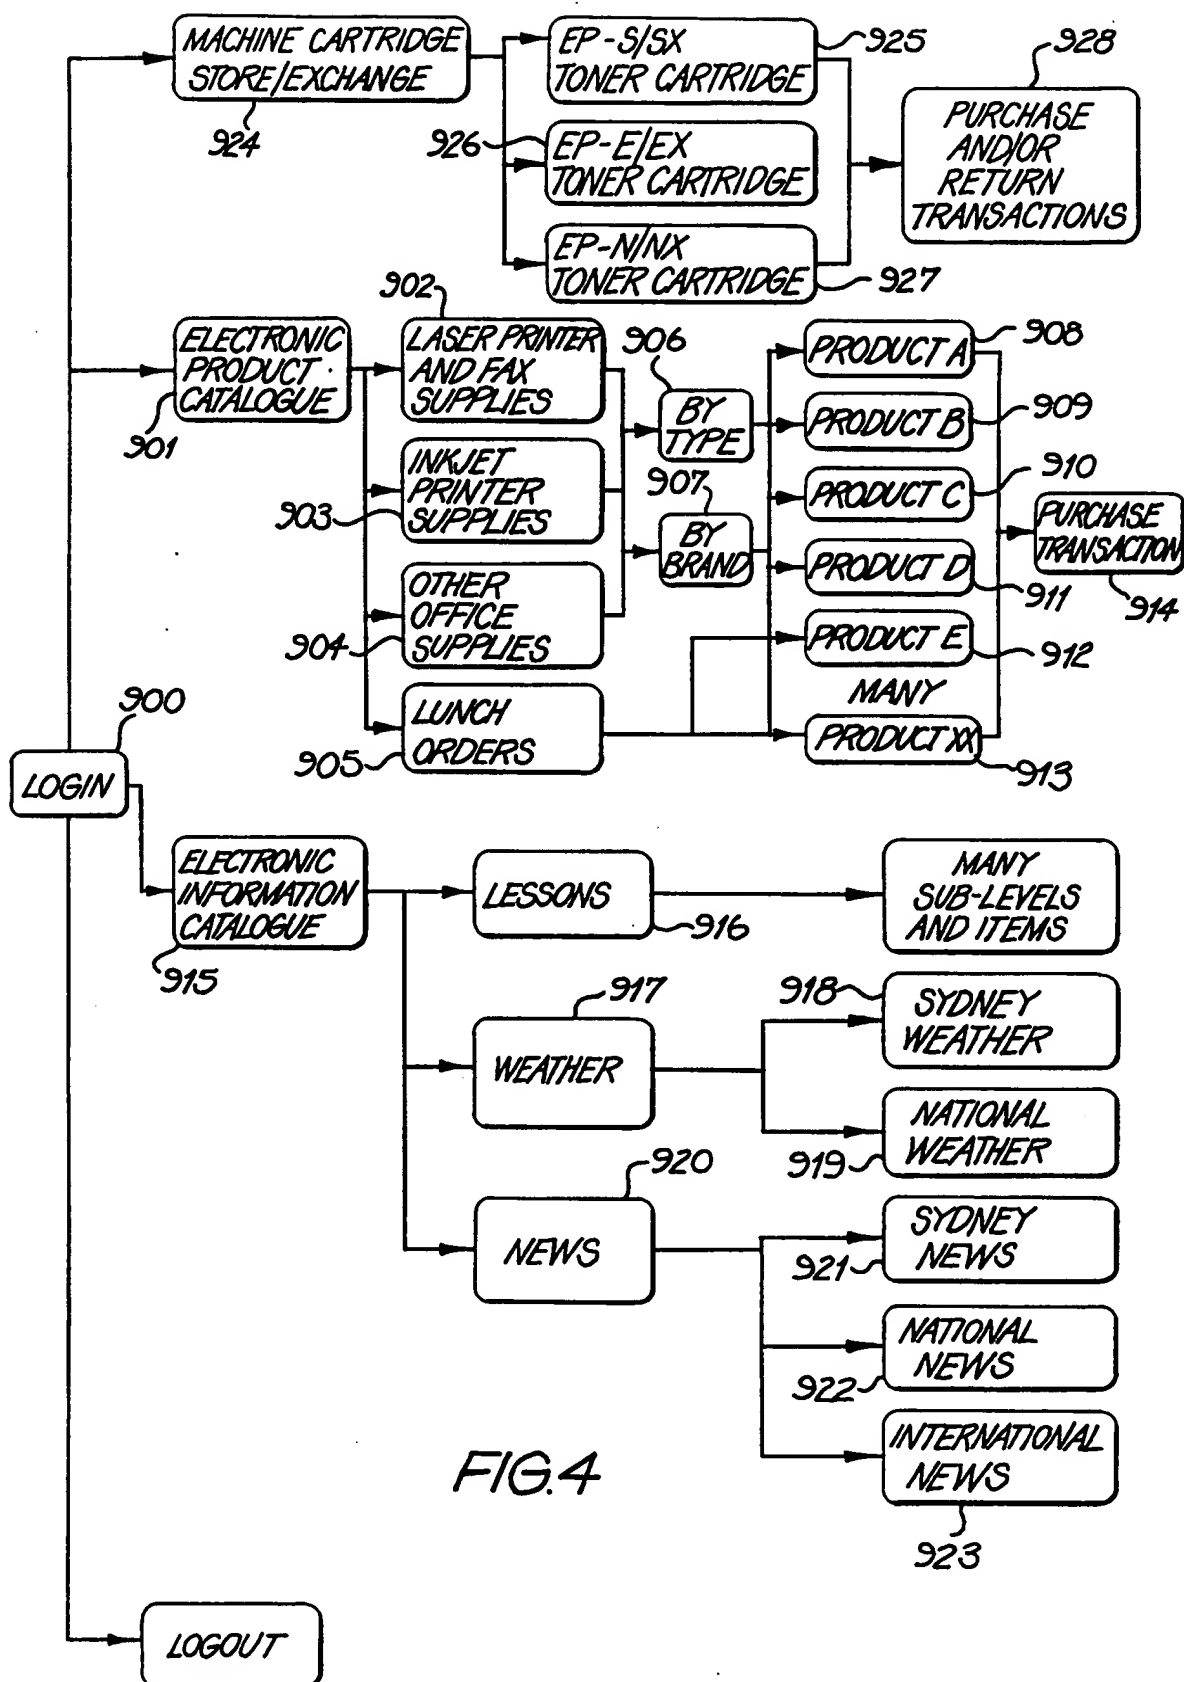 MACHINE CARTRIDGE
STORE/EXCHANGE
924
EP-S/SX
TONER CARTRIDGE
925
926
EP-E/EX
TONER CARTRIDGE
EP-N/NX
TONER CARTRIDGE
927
928
PURCHASE
AND/OR
RETURN
TRANSACTIONS
ELECTRONIC
PRODUCT
CATALOGUE
901
902
LASER PRINTER
AND FAX
SUPPLIES
INKJET
PRINTER
SUPPLIES
903
OTHER
OFFICE
SUPPLIES
904
LUNCH
ORDERS
905
906
BY
TYPE
907
BY
BRAND
PRODUCT A
908
PRODUCT B
909
PRODUCT C
910
PRODUCT D
911
PRODUCT E
912
MANY
PRODUCT XX
913
PURCHASE
TRANSACTION
914
900
LOGIN
ELECTRONIC
INFORMATION
CATALOGUE
915
LESSONS
916
MANY
SUB-LEVELS
AND ITEMS
917
WEATHER
918
SYDNEY
WEATHER
NATIONAL
WEATHER
919
920
NEWS
SYDNEY
NEWS
921
NATIONAL
NEWS
922
INTERNATIONAL
NEWS
923
FIG.4
LOGOUT